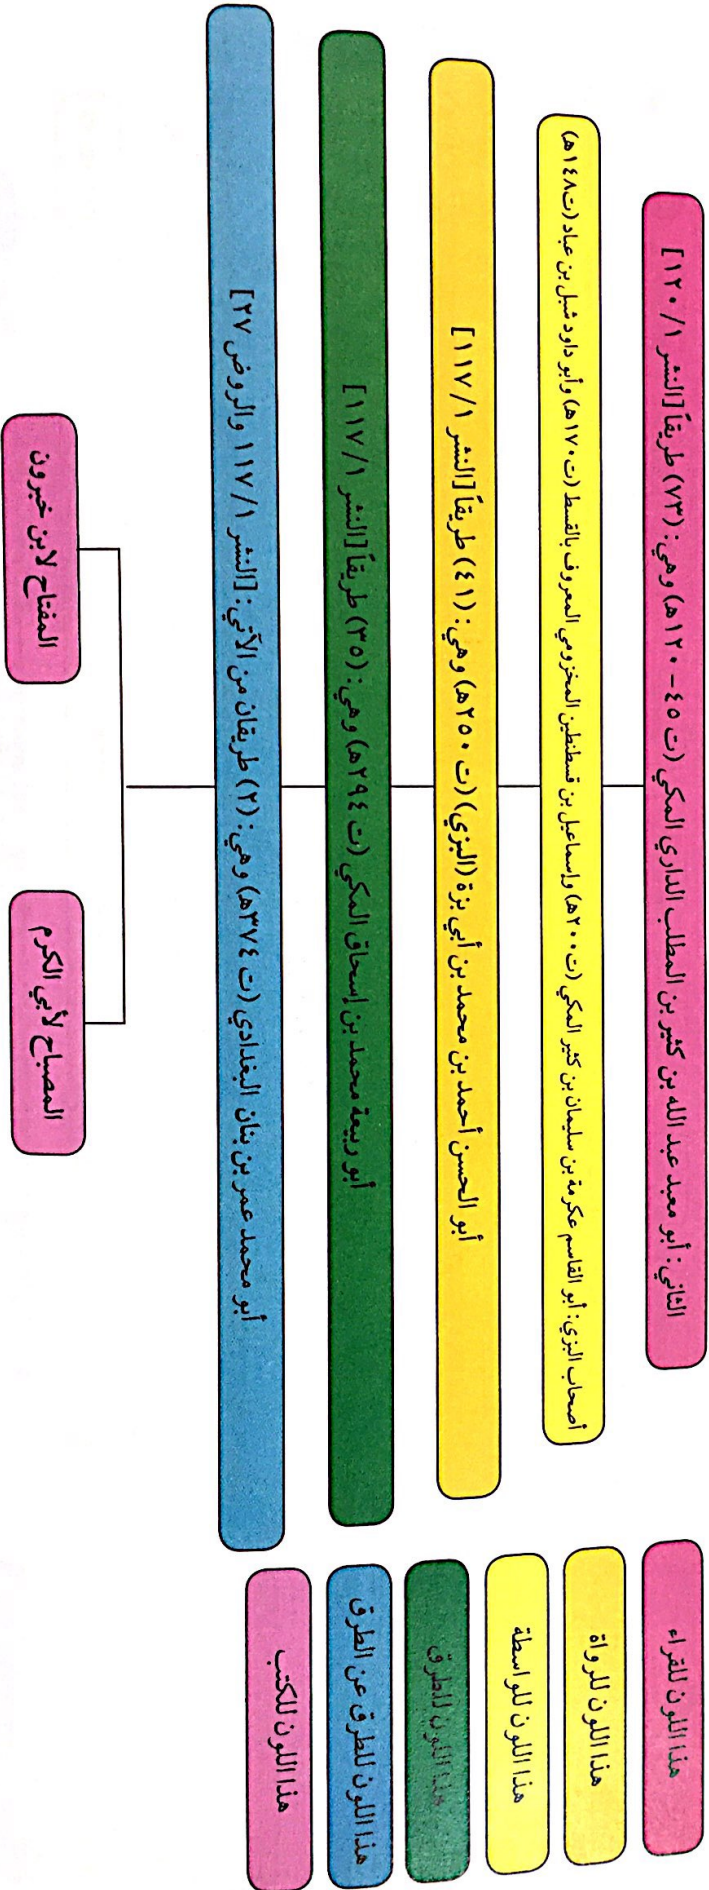 الثاني: أبو معبد عبد الله بن كثير بن المطلب الداري المكي (ت ٤٥ - ١٢٠هـ) وهي: (٧٣) طريقاً [النشر ١/١٢٠]
أصحاب البزي: أبو القاسم عكرمة بن سليمان بن كثير المكي (ت ٢٠٠هـ) وإسماعيل بن قسطنطين المخزومي المعروف بالقسط (ت ١٧٠هـ) وأبو داود شبل بن عباد (ت ١٤٨هـ)
أبو الحسن أحمد بن محمد بن أبي بزة (البزي) (ت ٢٥٠هـ) وهي: (٤١) طريقاً [النشر ١/١١٧]
أبو ربيعة محمد بن إسحاق المكي (ت ٢٩٤هـ) وهي: (٣٥) طريقاً [النشر ١/١١٧]
أبو محمد عمر بن بنان البغدادي (ت ٣٧٤هـ) وهي: (٢) طريقان من الآتي: [النشر ١/١١٧ والروض ٢٧]
المصباح لأبي الكرم
المفتاح لابن خيرون
هذا اللون للقراء
هذا اللون للرواة
هذا اللون للواسطة
هذا اللون للطرق
هذا اللون للطرق عن الطرق
هذا اللون للكتب